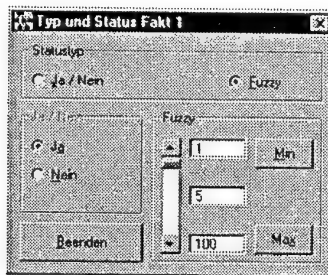 Typ und Status Fakt 1
Statustyp
Ja / Nein
Fuzzy
Ja / Nein
Ja
Nein
Beenden
Fuzzy
1
Min
5
100
Max